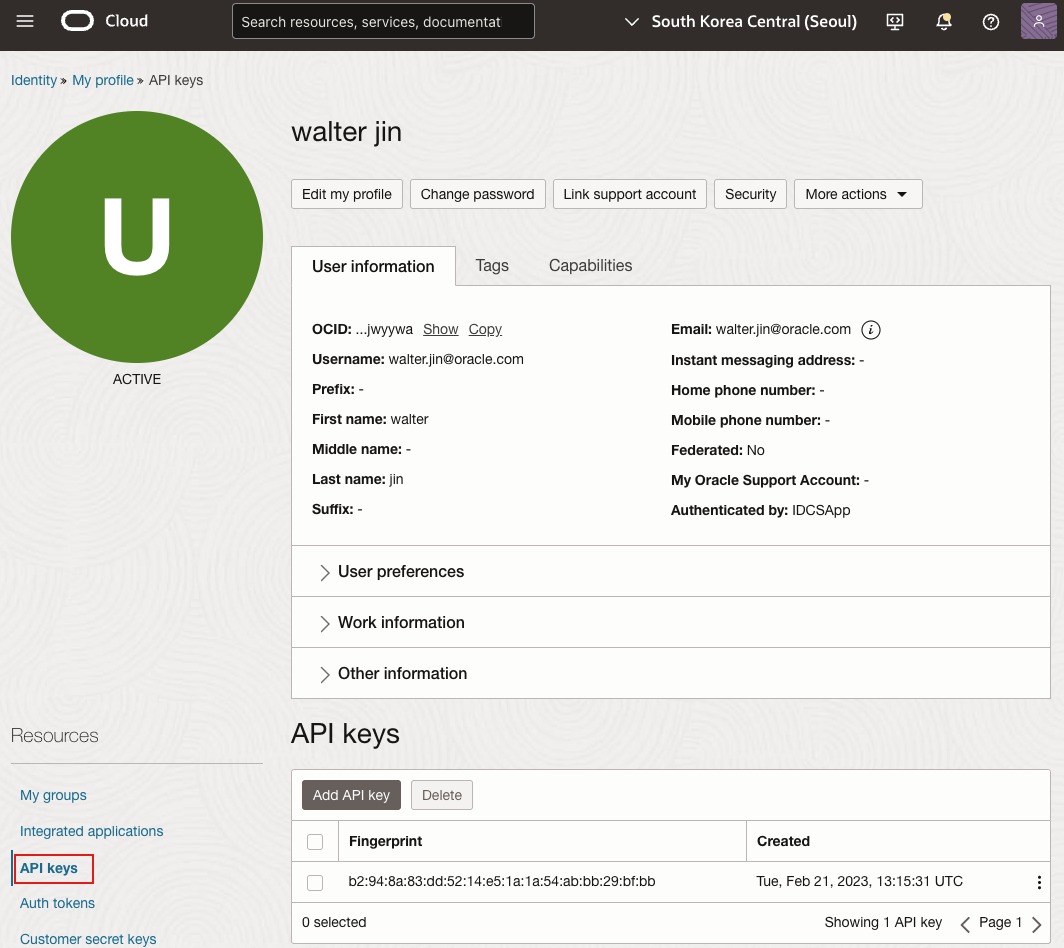 Cloud
Search resources, services, documentat
South Korea Central (Seoul)
Identity » My profile » API keys
U
ACTIVE
walter jin
Edit my profile
Change password
Link support account
Security
More actions
User information
Tags
Capabilities
OCID: ...jwyywa Show Copy
Username: walter.jin@oracle.com
Prefix: -
First name: walter
Middle name: -
Last name: jin
Suffix: -
Email: walter.jin@oracle.com
Instant messaging address: -
Home phone number: -
Mobile phone number: -
Federated: No
My Oracle Support Account: -
Authenticated by: IDCSApp
User preferences
Work information
Other information
Resources
My groups
Integrated applications
API keys
Auth tokens
Customer secret keys
API keys
Add API key
Delete
Fingerprint
Created
b2:94:8a:83:dd:52:14:e5:1a:1a:54:ab:bb:29:bf:bb
Tue, Feb 21, 2023, 13:15:31 UTC
0 selected
Showing 1 API key
Page 1